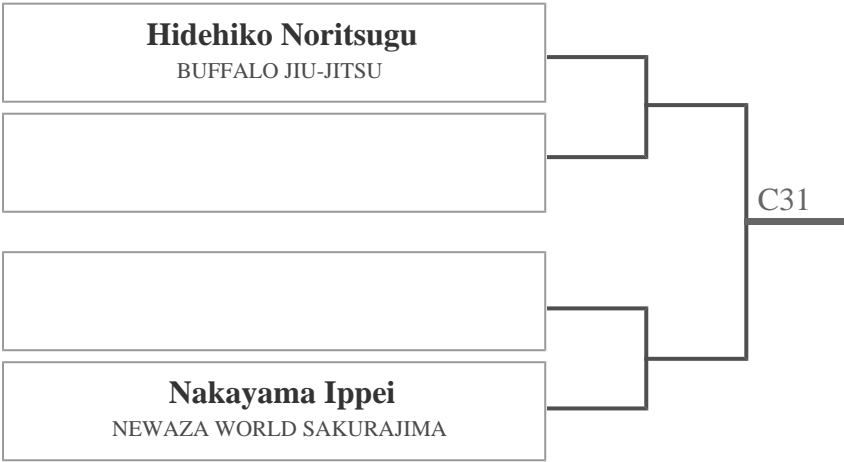 Hidehiko Noritsugu
BUFFALO JIU-JITSU
C31
Nakayama Ippei
NEWAZA WORLD SAKURAJIMA